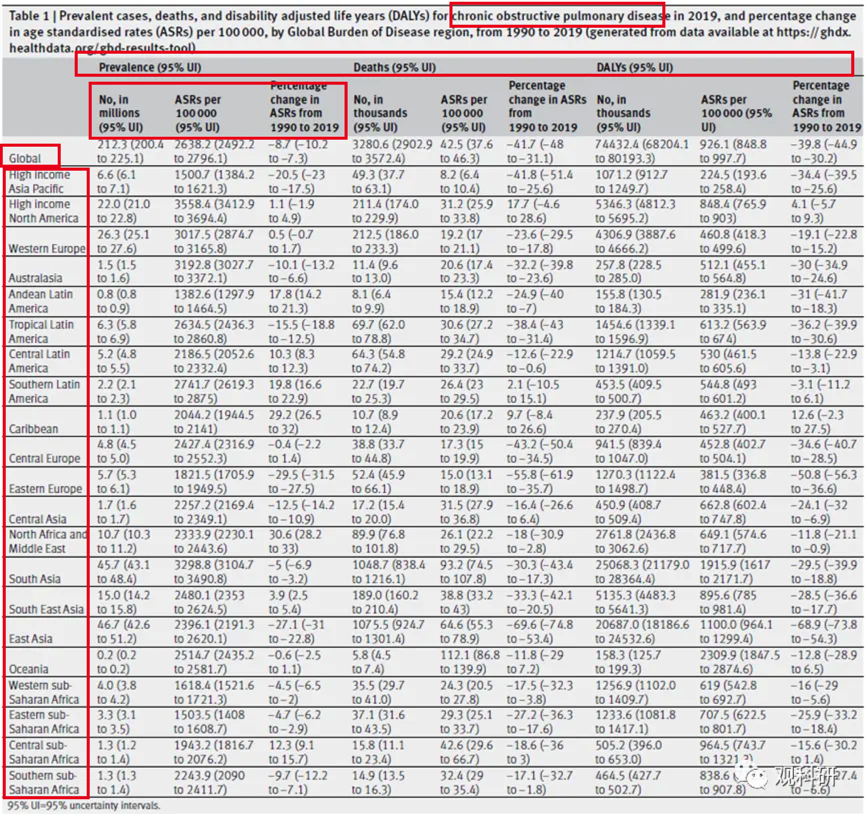 Table 1 | Prevalent cases, deaths, and disability adjusted life years (DALYs) for chronic obstructive pulmonary disease in 2019, and percentage change
in age standardised rates (ASRs) per 100 000, by Global Burden of Disease region, from 1990 to 2019 (generated from data available at https://ghdx.
healthdata.org/gbd-results-tool)
Prevalence (95% UI) Deaths (95% UI) DALYs (95% UI)
Percentage Percentage
No, in ASRs per change in No, in ASRs per Percentage No, in ASRs per change in
millions 100 000 ASRs from thousands 100 000 change in ASRs from thousands 100 000 (95% ASRs from
(95% UI) (95% UI) 1990 to 2019 (95% UI) (95% UI) 1990 to 2019 (95% UI) UI) 1990 to 2019
212.3 (200.4 2638.2 (2492.2 −8.7 (−10.2 3280.6 (2902.9 42.5 (37.6 −41.7 (−48 74432.4 (68204.1 926.1 (848.8 −39.8 (−44.9
Global to 225.1) to 2796.1) to −7.3) to 3572.4) to 46.3) to −31.1) to 80193.3) to 997.7) to −30.2)
High income 6.6 (6.1 1500.7 (1384.2 −20.5 (−23 49.3 (37.7 8.2 (6.4 −41.8 (−51.4 1071.2 (912.7 224.5 (193.6 −34.4 (−39.5
Asia Pacific to 7.1) to 1621.3) to −17.5) to 63.1) to 10.4) to −25.6) to 1249.7) to 258.4) to −25.6)
High income 22.0 (21.0 3558.4 (3412.9 1.1 (−1.9 211.4 (174.0 31.2 (25.9 17.7 (−4.6 5346.3 (4812.3 848.4 (765.9 4.1 (−5.7
North America to 22.8) to 3694.4) to 4.9) to 229.9) to 33.8) to 28.6) to 5695.2) to 903) to 9.3)
26.3 (25.1 3017.5 (2874.7 0.5 (−0.7 212.5 (186.0 19.2 (17 −23.6 (−29.5 4306.9 (3887.6 460.8 (418.3 −19.1 (−22.8
Western Europe to 27.6) to 3165.8) to 1.7) to 233.3) to 21.1) to −17.8) to 4666.2) to 499.6) to −15.2)
1.5 (1.5 3192.8 (3027.7 −10.1 (−13.2 11.4 (9.6 20.6 (17.4 −32.2 (−39.8 257.8 (228.5 512.1 (455.1 −30 (−34.9
Australasia to 1.6) to 3372.1) to −6.6) to 13.0) to 23.3) to −23.6) to 285.0) to 564.8) to −24.6)
Andean Latin 0.8 (0.8 1382.6 (1297.9 17.8 (14.2 8.1 (6.4 15.4 (12.2 −24.9 (−40 155.8 (130.5 281.9 (236.1 −31 (−41.7
America to 0.9) to 1464.5) to 21.3) to 9.9) to 18.9) to −7) to 184.3) to 335.1) to −18.3)
Tropical Latin 6.3 (5.8 2634.5 (2436.3 −15.5 (−18.8 69.7 (62.0 30.6 (27.2 −38.4 (−43 1454.6 (1339.1 613.2 (563.9 −36.2 (−39.9
America to 6.9) to 2860.8) to −12.5) to 78.8) to 34.7) to −31.4) to 1596.9) to 674) to −30.6)
Central Latin 5.2 (4.8 2186.5 (2052.6 10.3 (8.3 64.3 (54.8 29.2 (24.9 −12.6 (−22.9 1214.7 (1059.5 530 (461.5 −13.8 (−22.9
America to 5.5) to 2332.4) to 12.3) to 74.2) to 33.7) to −0.6) to 1391.0) to 605.6) to −3.1)
Southern Latin 2.2 (2.1 2741.7 (2619.3 19.8 (16.6 22.7 (19.7 26.4 (23 2.1 (−10.5 453.5 (409.5 544.8 (493 −3.1 (−11.2
America to 2.3) to 2875) to 22.9) to 25.3) to 29.5) to 15.1) to 500.7) to 601.2) to 6.1)
1.1 (1.0 2044.2 (1944.5 29.2 (26.5 10.7 (8.9 20.6 (17.2 9.7 (−8.4 237.9 (205.5 463.2 (400.1 12.6 (−2.3
Caribbean to 1.1) to 2141) to 32) to 12.4) to 23.9) to 26.6) to 270.4) to 527.7) to 27.5)
4.8 (4.5 2427.4 (2316.9 −0.4 (−2.2 38.8 (33.7 17.3 (15 −43.2 (−50.4 941.5 (839.4 452.8 (402.7 −34.6 (−40.7
Central Europe to 5.0) to 2552.3) to 1.4) to 44.8) to 19.9) to −34.5) to 1047.0) to 504.1) to −28.5)
5.7 (5.3 1821.5 (1705.9 −29.5 (−31.5 52.4 (45.9 15.0 (13.1 −55.8 (−61.9 1270.3 (1122.4 381.5 (336.8 −50.8 (−56.3
Eastern Europe to 6.1) to 1949.5) to −27.5) to 66.1) to 18.9) to −35.7) to 1498.7) to 448.4) to −36.6)
1.7 (1.6 2257.2 (2169.4 −12.5 (−14.2 17.2 (15.4 31.5 (27.9 −16.4 (−26.6 450.9 (408.7 662.8 (602.4 −24.1 (−32
Central Asia to 1.7) to 2349.1) to −10.9) to 20.0) to 36.8) to 6.4) to 509.4) to 747.8) to −6.9)
North Africa and 10.7 (10.3 2333.9 (2230.1 30.6 (28.2 89.9 (76.8 26.1 (22.2 −18 (−30.9 2761.8 (2436.8 649.1 (574.6 −11.8 (−21.1
Middle East to 11.2) to 2443.6) to 33) to 101.8) to 29.5) to −2.8) to 3062.6) to 717.7) to −0.9)
45.7 (43.1 3298.8 (3104.7 −5 (−6.9 1048.7 (838.4 93.2 (74.5 −30.3 (−43.4 25068.3 (21179.0 1915.9 (1617 −29.5 (−39.9
South Asia to 48.4) to 3490.8) to −3.2) to 1216.1) to 107.8) to −17.3) to 28364.4) to 2171.7) to −18.8)
15.0 (14.2 2480.1 (2353 3.9 (2.5 189.0 (160.2 38.8 (33.2 −33.3 (−42.1 5135.3 (4483.3 895.6 (785 −28.5 (−36.6
South East Asia to 15.8) to 2624.5) to 5.4) to 210.4) to 43) to −20.5) to 5641.3) to 981.4) to −17.7)
46.7 (42.6 2396.1 (2191.3 −27.1 (−31 1075.5 (924.7 64.6 (55.3 −69.6 (−74.8 20687.0 (18186.6 1100.0 (964.1 −68.9 (−73.8
East Asia to 51.2) to 2620.1) to −22.8) to 1301.4) to 78.9) to −53.4) to 24532.6) to 1299.4) to −54.3)
0.2 (0.2 2514.7 (2435.2 −0.6 (−2.5 5.8 (4.5 112.1 (86.8 −11.8 (−29 158.3 (125.7 2309.9 (1847.5 −12.8 (−28.9
Oceania to 0.2) to 2581.7) to 1.1) to 7.4) to 139.9) to 7.2) to 199.3) to 2874.6) to 6.5)
Western sub- 4.0 (3.8 1618.4 (1521.6 −4.5 (−6.5 35.5 (29.7 24.3 (20.5 −17.5 (−32.3 1256.9 (1102.0 619 (542.8 −16 (−29
Saharan Africa to 4.2) to 1721.3) to −2) to 41.0) to 27.8) to −3.8) to 1409.7) to 692.7) to −5.6)
Eastern sub- 3.3 (3.1 1503.5 (1408 −4.7 (−6.2 37.1 (31.6 29.3 (25.1 −27.2 (−36.3 1233.6 (1081.8 707.5 (622.5 −25.9 (−33.2
Saharan Africa to 3.5) to 1608.7) to −2.9) to 43.5) to 33.7) to −17.6) to 1417.1) to 801.7) to −18.4)
Central sub- 1.3 (1.2 1943.2 (1816.7 12.3 (9.1 15.8 (11.1 42.6 (29.6 −18.6 (−36 505.2 (396.0 964.5 (743.7 −15.6 (−30.2
Saharan Africa to 1.4) to 2076.2) to 15.7) to 23.4) to 66.7) to 3) to 653.0) to 1321. to 1.4)
Southern sub- 1.3 (1.3 2243.9 (2090 −9.7 (−12.2 14.9 (13.5 32.4 (29 −17.1 (−32.7 464.5 (427.7 838.6 27.4
Saharan Africa to 1.4) to 2411.7) to −7.1) to 16.3) to 35.4) to −1.8) to 502.7) to 907.8) to −6.6)
观科研
95% UI=95% uncertainty intervals.